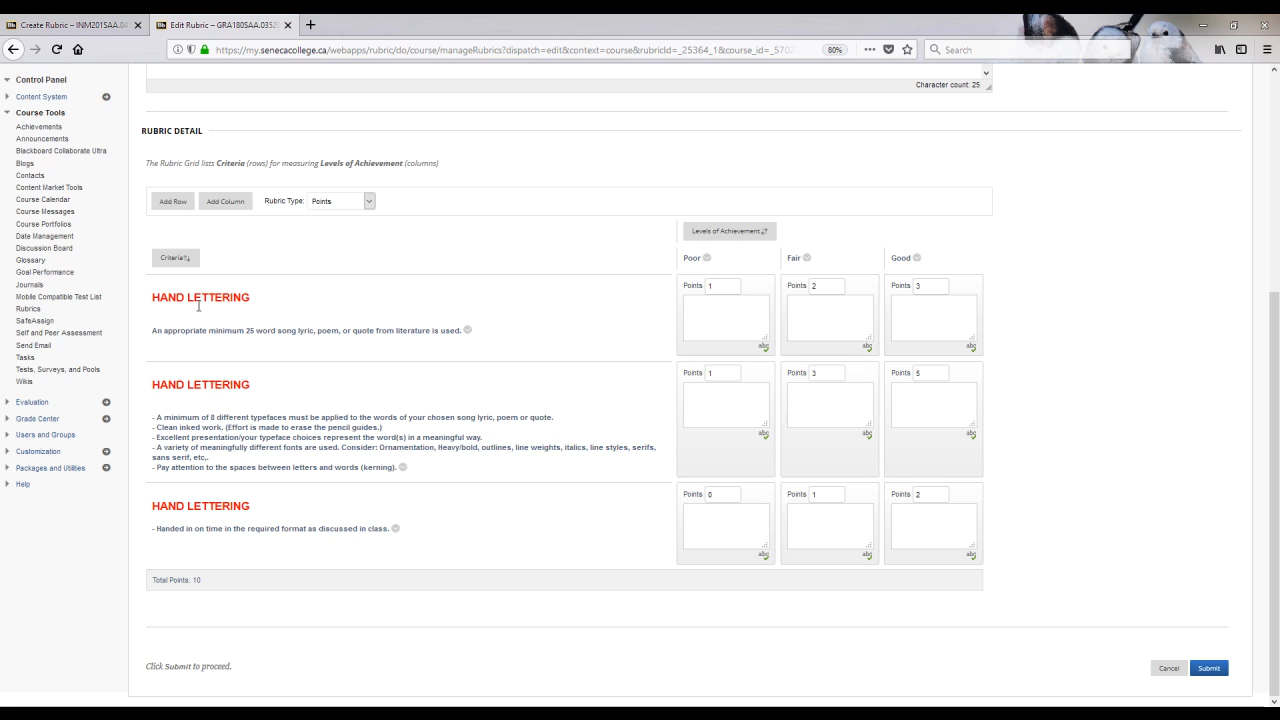 Create Rubric – INM201SAA.04
Edit Rubric – GRA180SAA.0352
https://my.senecacollege.ca/webapps/rubric/do/course/manageRubrics?dispatch=edit&context=course&rubricId=_25364_1&course_id=_570
80%
Search
Control Panel
Content System
Course Tools
Achievements
Announcements
Blackboard Collaborate Ultra
Blogs
Contacts
Content Market Tools
Course Calendar
Course Messages
Course Portfolios
Date Management
Discussion Board
Glossary
Goal Performance
Journals
Mobile Compatible Test List
Rubrics
SafeAssign
Self and Peer Assessment
Send Email
Tasks
Tests, Surveys, and Pools
Wikis
Evaluation
Grade Center
Users and Groups
Customization
Packages and Utilities
Help
Character count: 25
RUBRIC DETAIL
The Rubric Grid lists Criteria (rows) for measuring Levels of Achievement (columns)
Add Row Add Column Rubric Type: Points
Levels of Achievement
Criteria Poor Fair Good
HAND LETTERING
An appropriate minimum 25 word song lyric, poem, or quote from literature is used.
Points 1 Points 2 Points 3
abc abc abc
HAND LETTERING
- A minimum of 8 different typefaces must be applied to the words of your chosen song lyric, poem or quote.
- Clean inked work. (Effort is made to erase the pencil guides.)
- Excellent presentation/your typeface choices represent the word(s) in a meaningful way.
- A variety of meaningfully different fonts are used. Consider: Ornamentation, Heavy/bold, outlines, line weights, italics, line styles, serifs,
sans serif, etc,.
- Pay attention to the spaces between letters and words (kerning).
Points 1 Points 3 Points 5
abc abc abc
HAND LETTERING
- Handed in on time in the required format as discussed in class.
Points 0 Points 1 Points 2
abc abc abc
Total Points: 10
Click Submit to proceed.
Cancel Submit